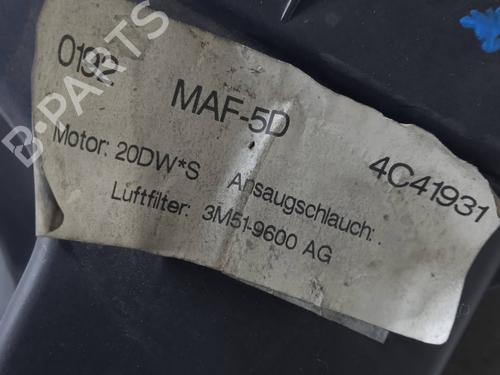 0192
MAF-5D
4C41931
Motor: 20DW*S Ansaugschlauch: .
Luftfilter: 3M51-9600 AG
B-PARTS